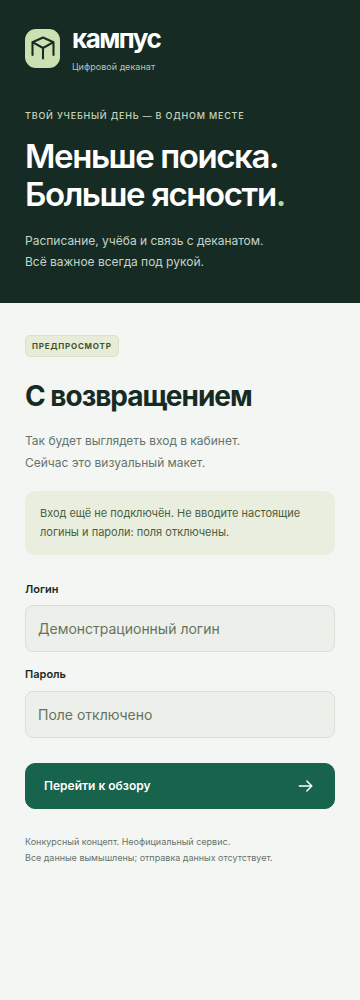 кампус
Цифровой деканат
ТВОЙ УЧЕБНЫЙ ДЕНЬ — В ОДНОМ МЕСТЕ
Меньше поиска.
Больше ясности.
Расписание, учёба и связь с деканатом.
Всё важное всегда под рукой.
ПРЕДПРОСМОТР
С возвращением
Так будет выглядеть вход в кабинет.
Сейчас это визуальный макет.
Вход ещё не подключён. Не вводите настоящие
логины и пароли: поля отключены.
Логин
Демонстрационный логин
Пароль
Поле отключено
Перейти к обзору
Конкурсный концепт. Неофициальный сервис.
Все данные вымышлены; отправка данных отсутствует.